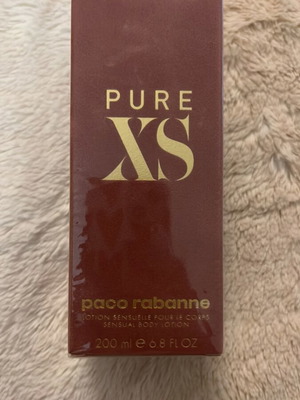 PURE
XS
paco rabanne
LOTION SENSUELLE POUR LE CORPS
SENSUAL BODY LOTION
200 ml e 6.8 FL OZ